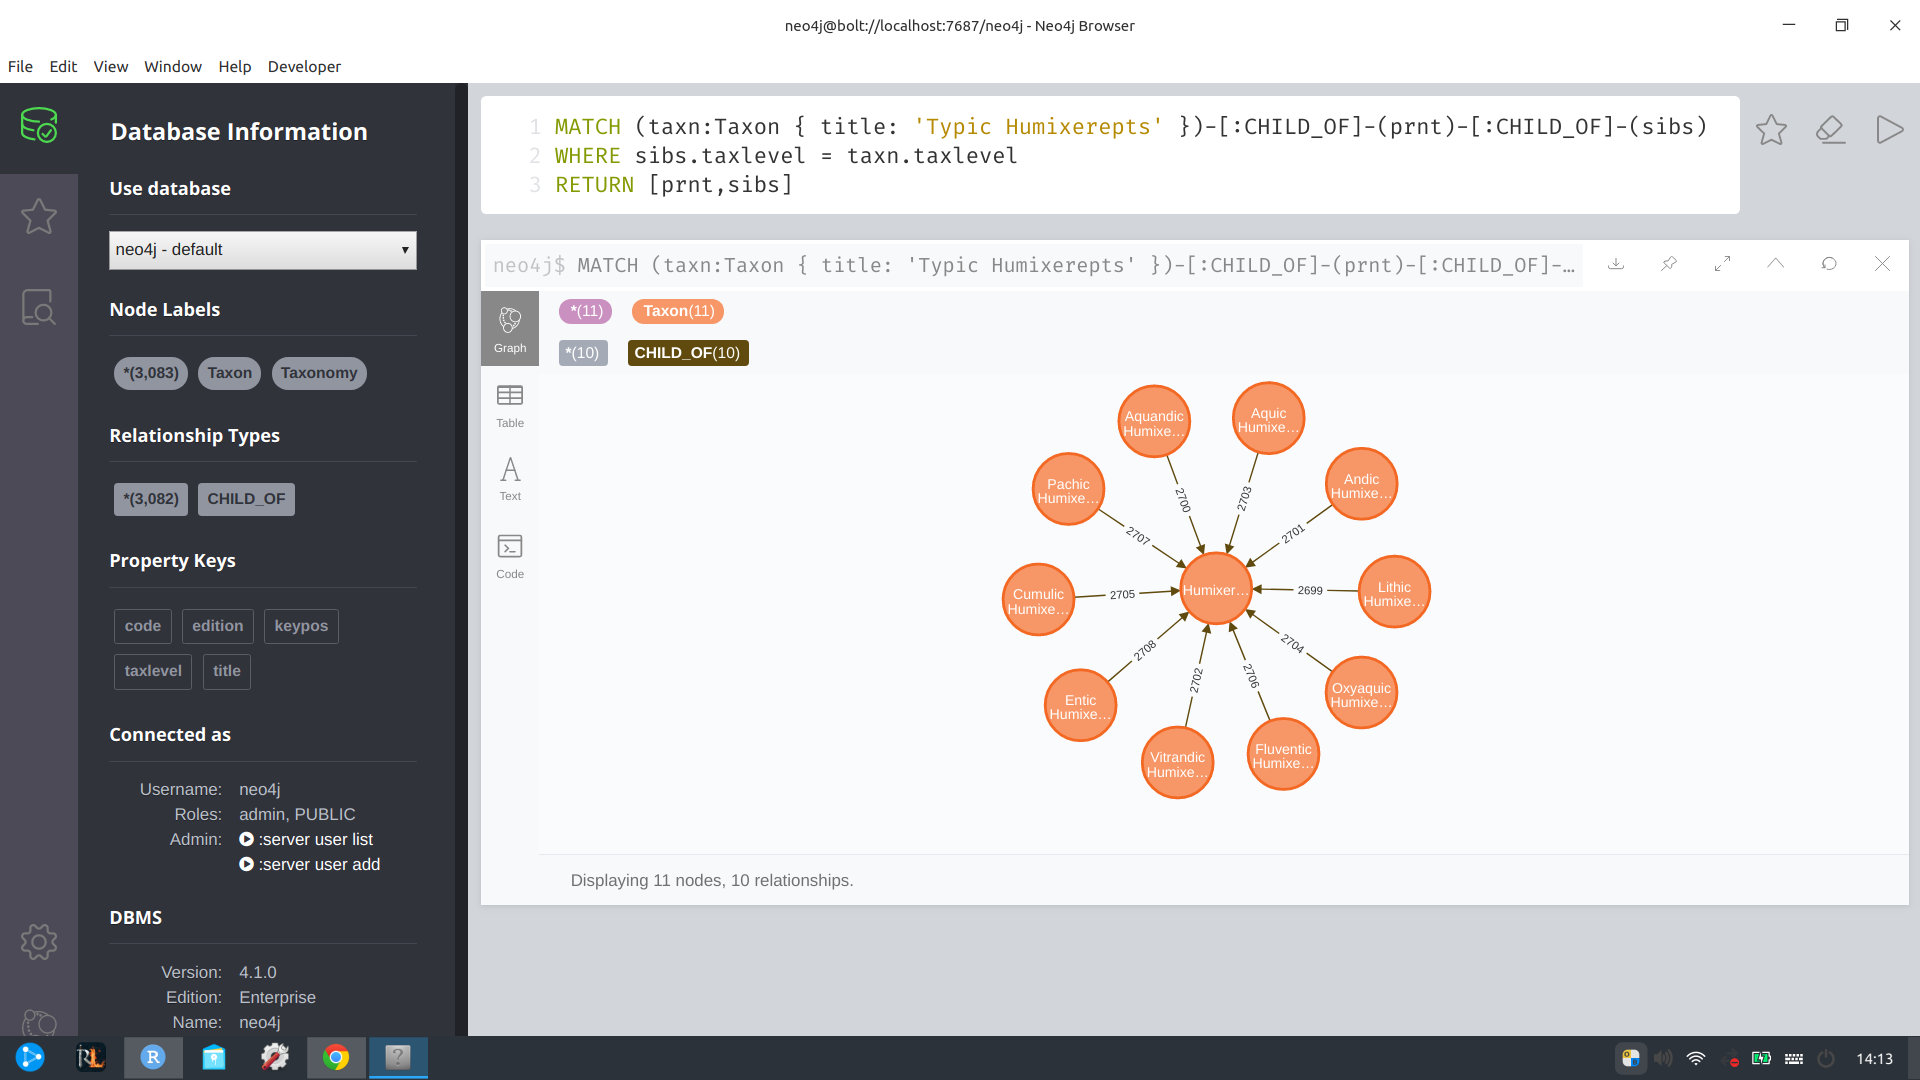 neo4j@bolt://localhost:7687/neo4j - Neo4j Browser
File Edit View Window Help Developer
Database Information
Use database
neo4j - default
Node Labels
*(3,083) Taxon Taxonomy
Relationship Types
*(3,082) CHILD_OF
Property Keys
code edition keypos
taxlevel title
Connected as
Username: neo4j
Roles: admin, PUBLIC
Admin: :server user list
:server user add
DBMS
Version: 4.1.0
Edition: Enterprise
Name: neo4j
1 MATCH (taxn:Taxon { title: 'Typic Humixerepts' })-[:CHILD_OF]-(prnt)-[:CHILD_OF]-(sibs)
2 WHERE sibs.taxlevel = taxn.taxlevel
3 RETURN [prnt,sibs]
neo4j$ MATCH (taxn:Taxon { title: 'Typic Humixerepts' })-[:CHILD_OF]-(prnt)-[:CHILD_OF]-…
Graph
Table
Text
Code
*(11) Taxon(11)
*(10) CHILD_OF(10)
Aquandic
Humixe…
Aquic
Humixe…
Pachic
Humixe…
Andic
Humixe…
2700
2703
2707
2701
Cumulic
Humixe…
2705
Humixer…
2699
Lithic
Humixe…
2708
2702
2706
2704
Entic
Humixe…
Oxyaquic
Humixe…
Vitrandic
Humixe…
Fluventic
Humixe…
Displaying 11 nodes, 10 relationships.
RL
R
?
14:13